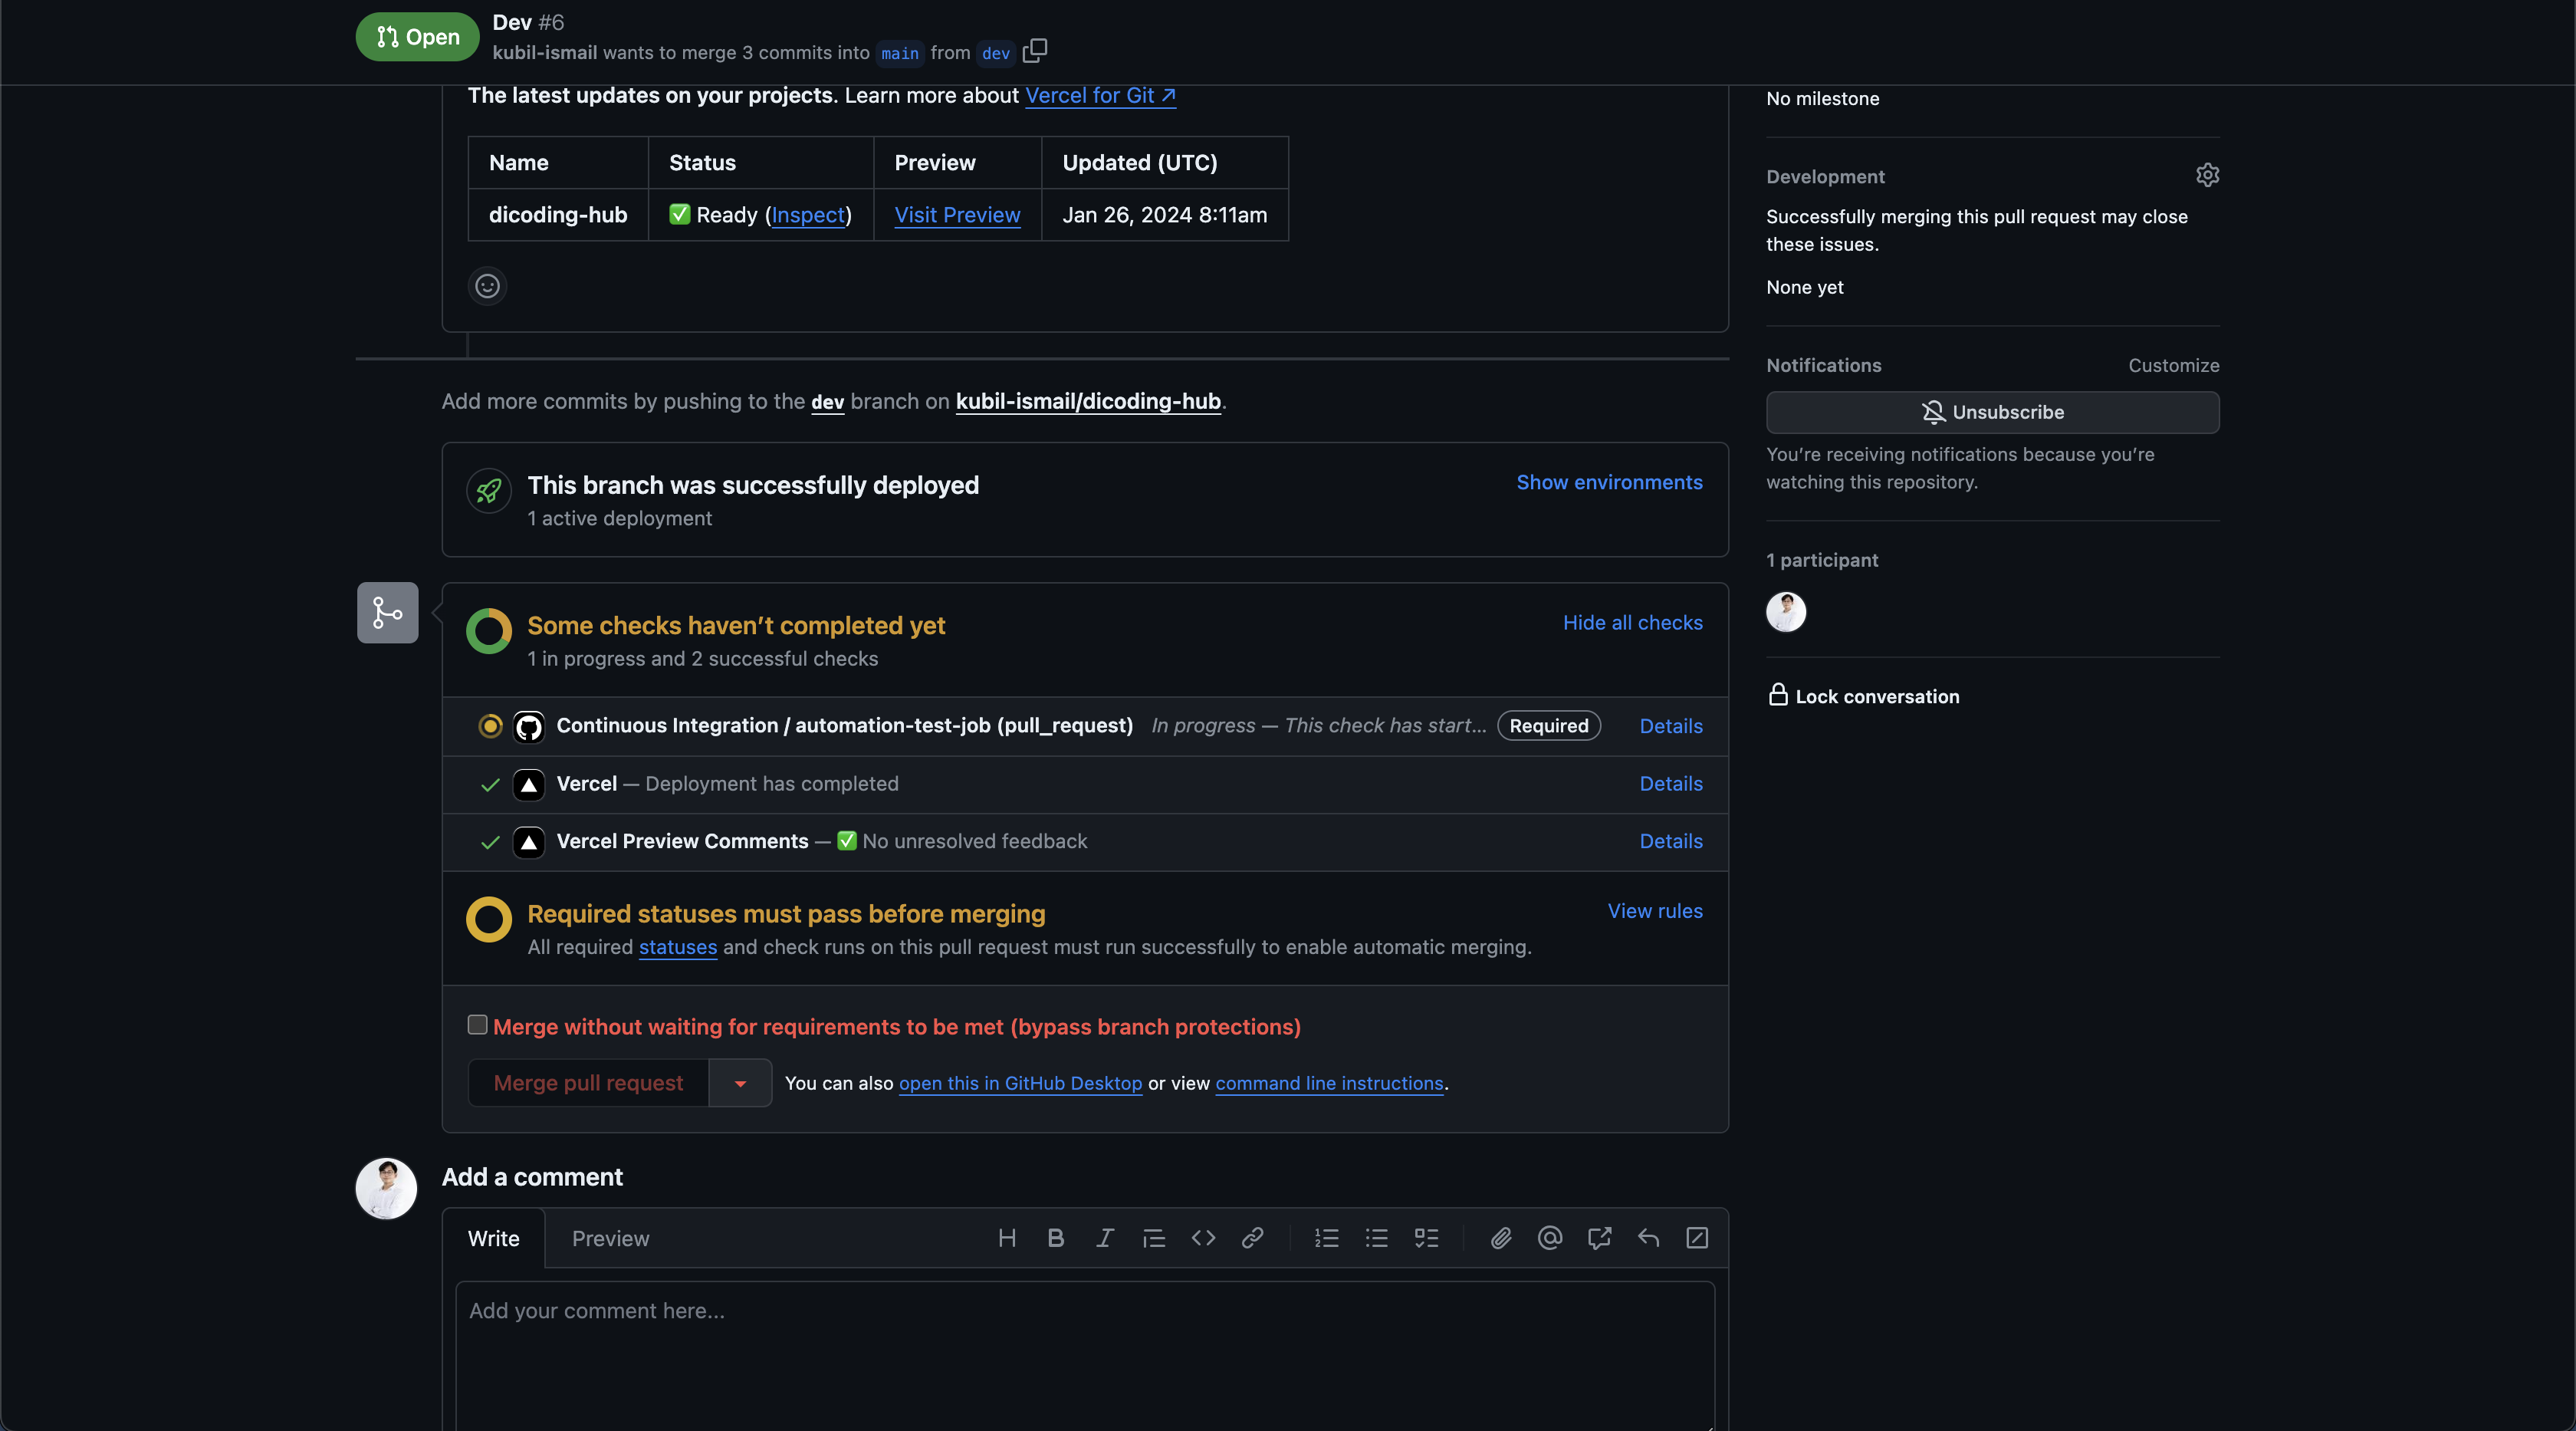 Open
Dev #6
kubil-ismail wants to merge 3 commits into main from dev
The latest updates on your projects. Learn more about Vercel for Git ↗
Name Status Preview Updated (UTC)
dicoding-hub ✅ Ready (Inspect) Visit Preview Jan 26, 2024 8:11am
Add more commits by pushing to the dev branch on kubil-ismail/dicoding-hub.
This branch was successfully deployed
Show environments
1 active deployment
Some checks haven’t completed yet
Hide all checks
1 in progress and 2 successful checks
Continuous Integration / automation-test-job (pull_request) In progress — This check has start... Required Details
Vercel — Deployment has completed Details
Vercel Preview Comments — ✅ No unresolved feedback Details
Required statuses must pass before merging
View rules
All required statuses and check runs on this pull request must run successfully to enable automatic merging.
Merge without waiting for requirements to be met (bypass branch protections)
Merge pull request
You can also open this in GitHub Desktop or view command line instructions.
Add a comment
Write Preview
Add your comment here...
No milestone
Development
Successfully merging this pull request may close
these issues.
None yet
Notifications
Customize
Unsubscribe
You’re receiving notifications because you’re
watching this repository.
1 participant
Lock conversation